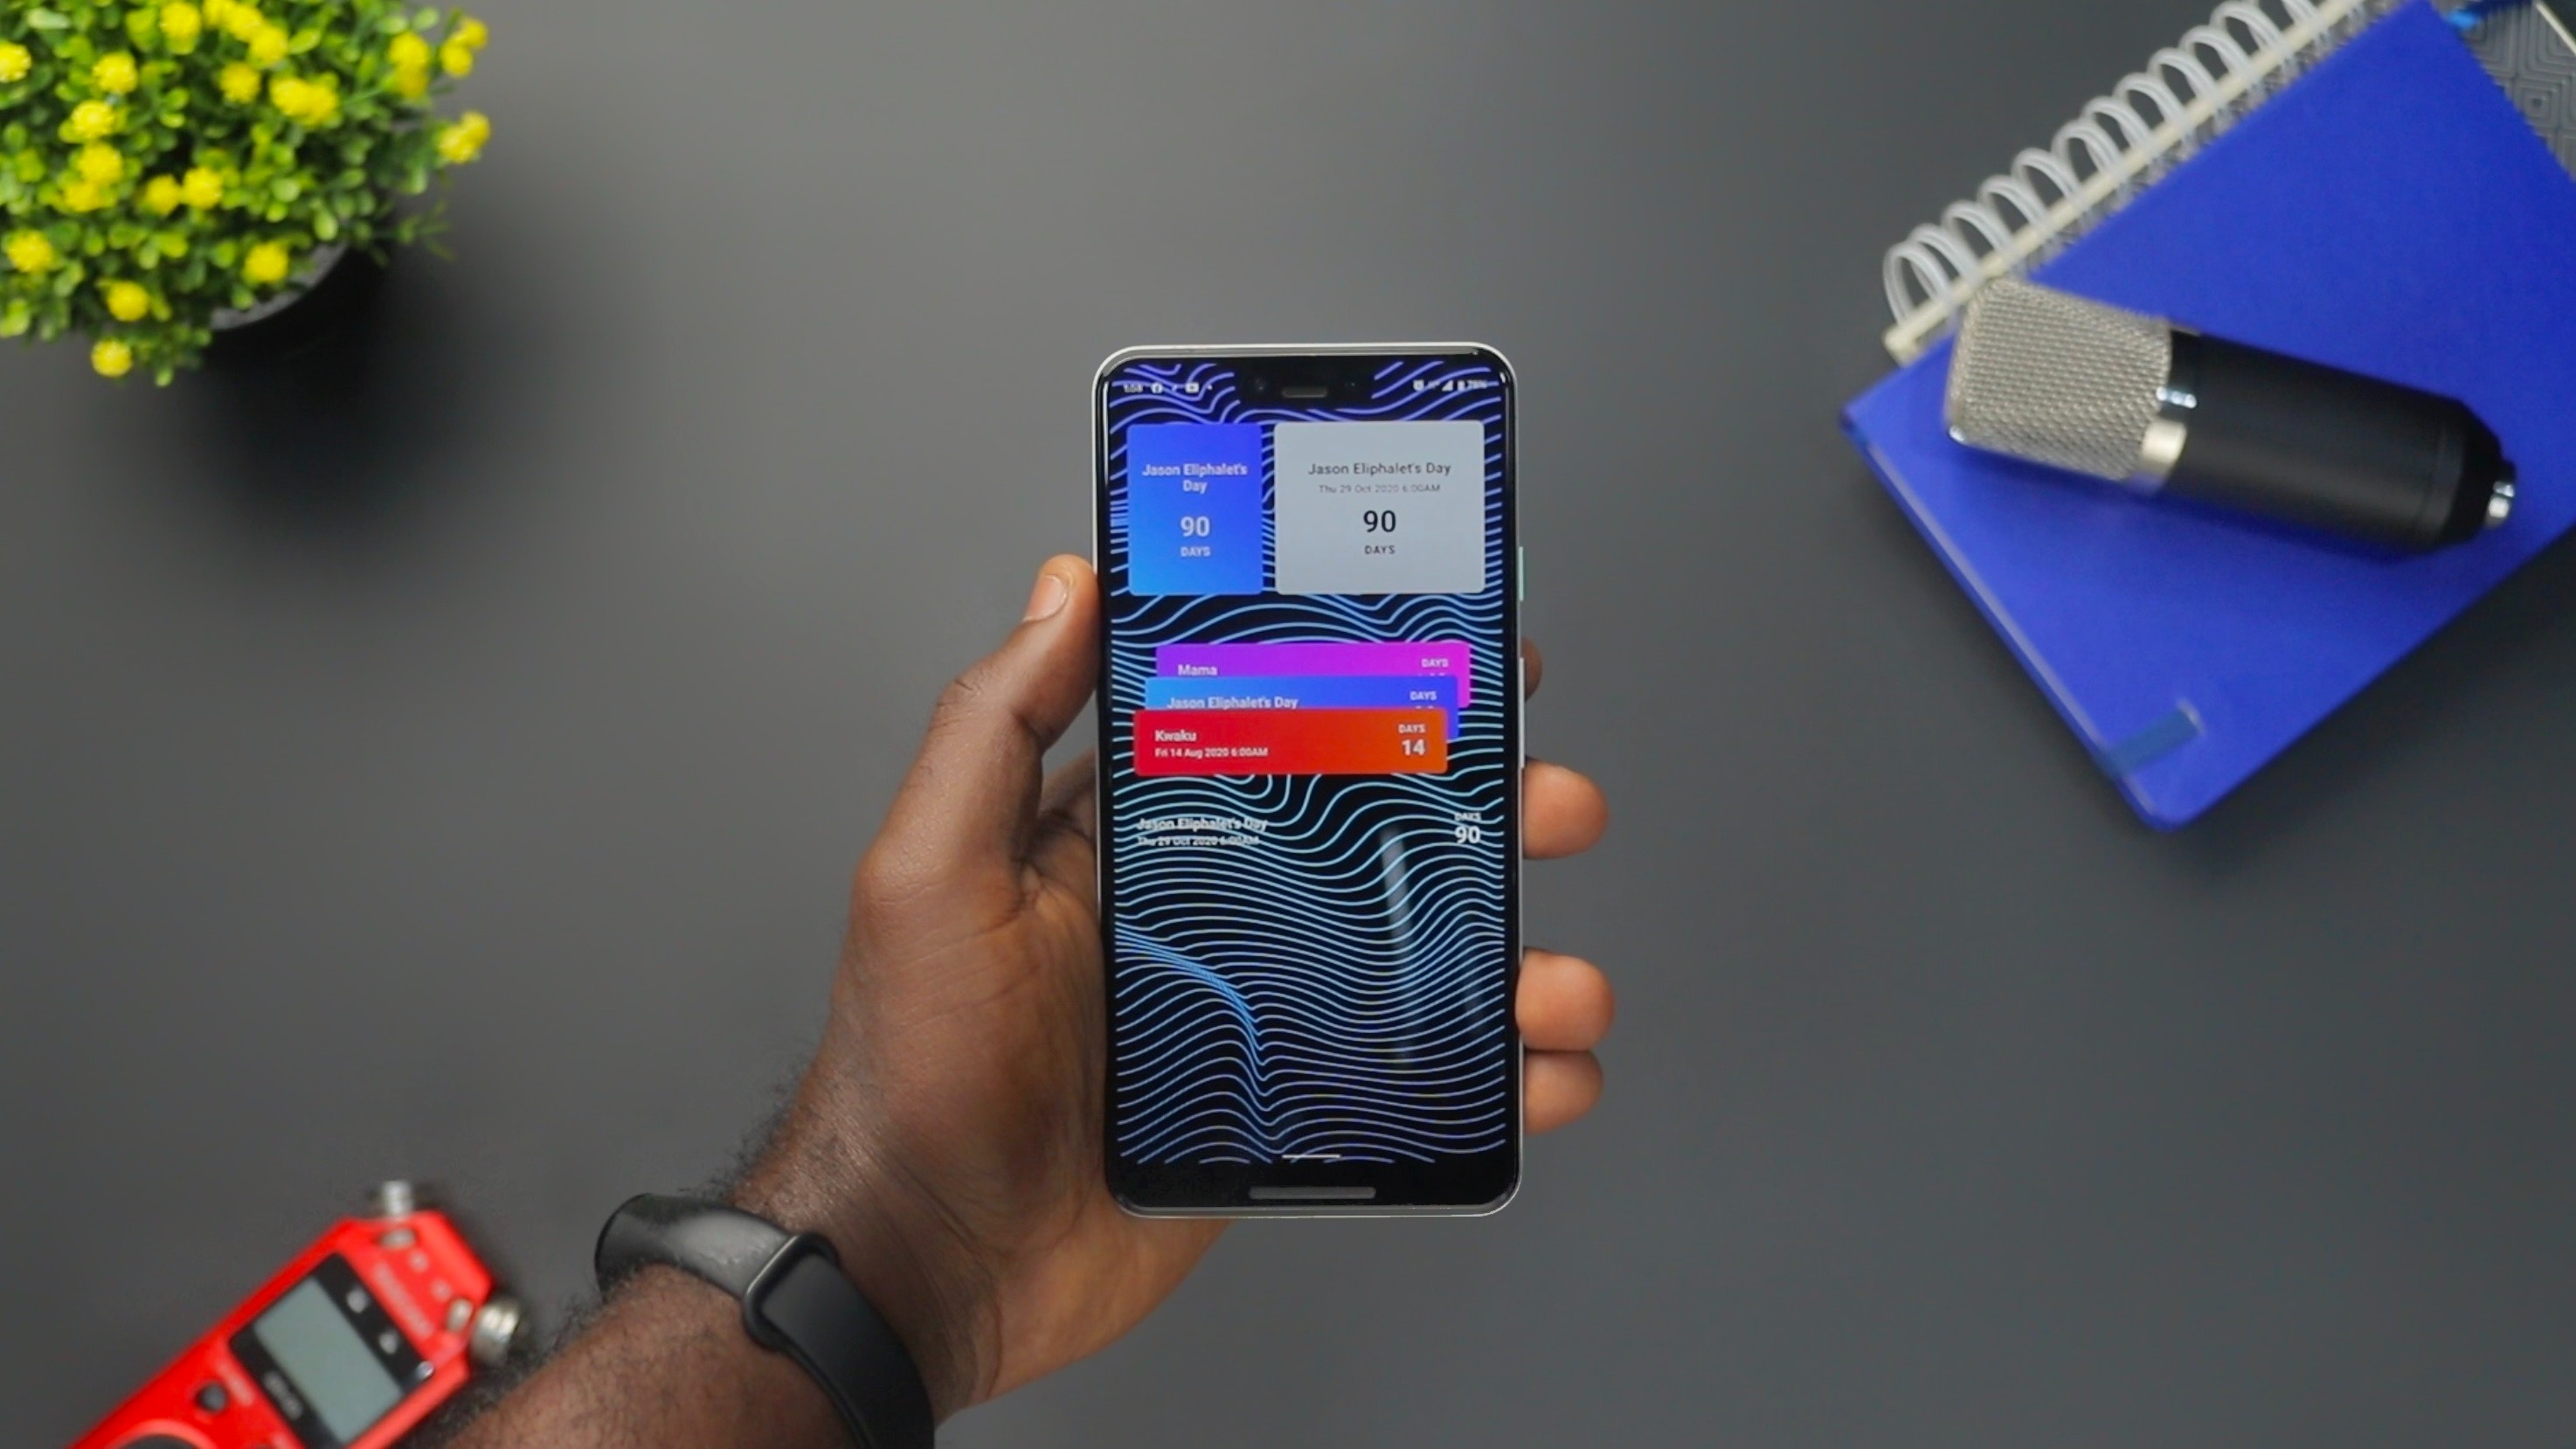 Jason Eliphalet's
Day
90
DAYS
Jason Eliphalet's Day
Thu 29 Oct 2020 6:00AM
90
DAYS
Mama
DAYS
Jason Eliphalet's Day
DAYS
Kwaku
Fri 14 Aug 2020 6:00AM
DAYS
14
Jason Eliphalet's Day
Thu 29 Oct 2020 6:00AM
DAYS
90